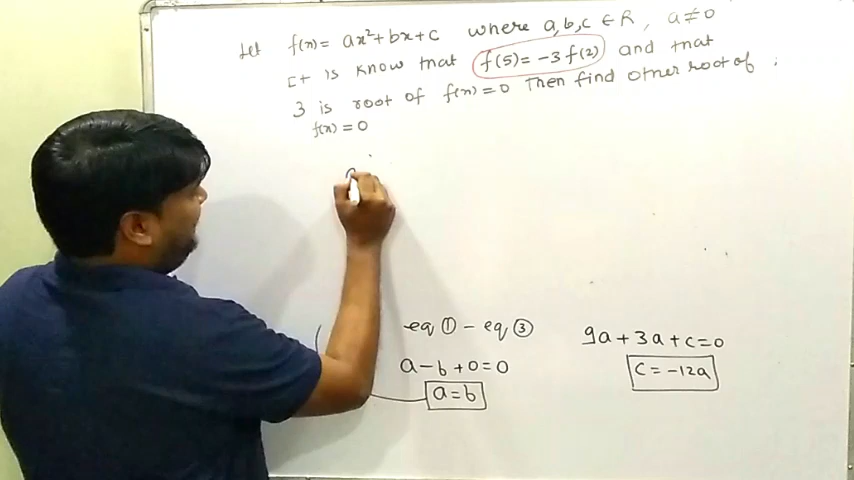 Let f(x) = ax²+bx+c where a,b,c ∈ R, a≠0
It is know that f(5) = -3 f(2) and that
3 is root of f(x) = 0 Then find other root of :
f(x) = 0
eq ① - eq ③
a - b + 0 = 0
a = b
9a + 3a + c = 0
c = -12a